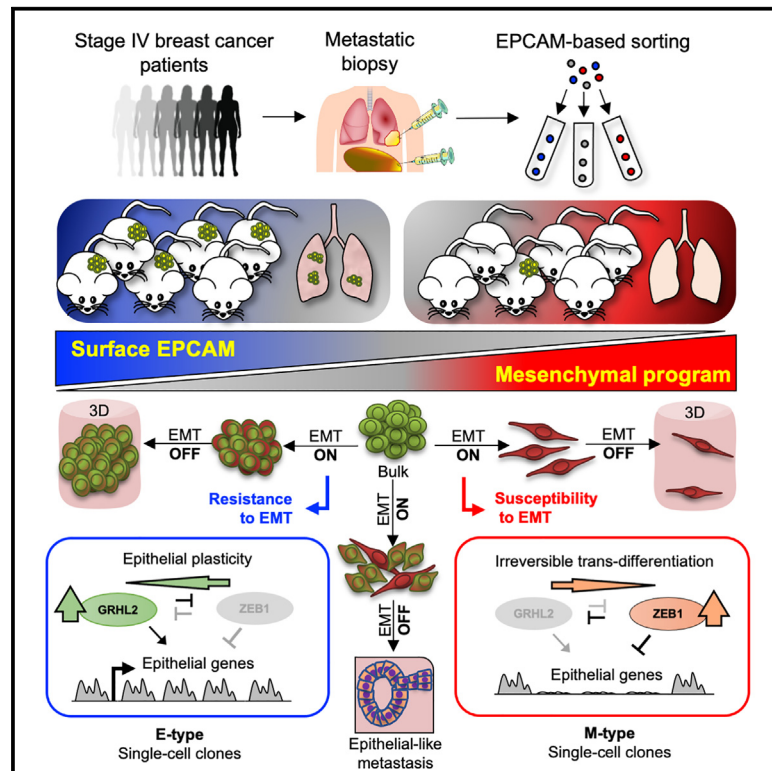 Stage IV breast cancer
patients
Metastatic
biopsy
EPCAM-based sorting
Surface EPCAM
Mesenchymal program
3D
EMT
OFF
EMT
ON
Bulk
EMT
ON
EMT
OFF
3D
Resistance
to EMT
EMT
ON
Susceptibility
to EMT
Epithelial plasticity
GRHL2
ZEB1
Epithelial genes
E-type
Single-cell clones
EMT
OFF
Epithelial-like
metastasis
Irreversible trans-differentiation
GRHL2
ZEB1
Epithelial genes
M-type
Single-cell clones